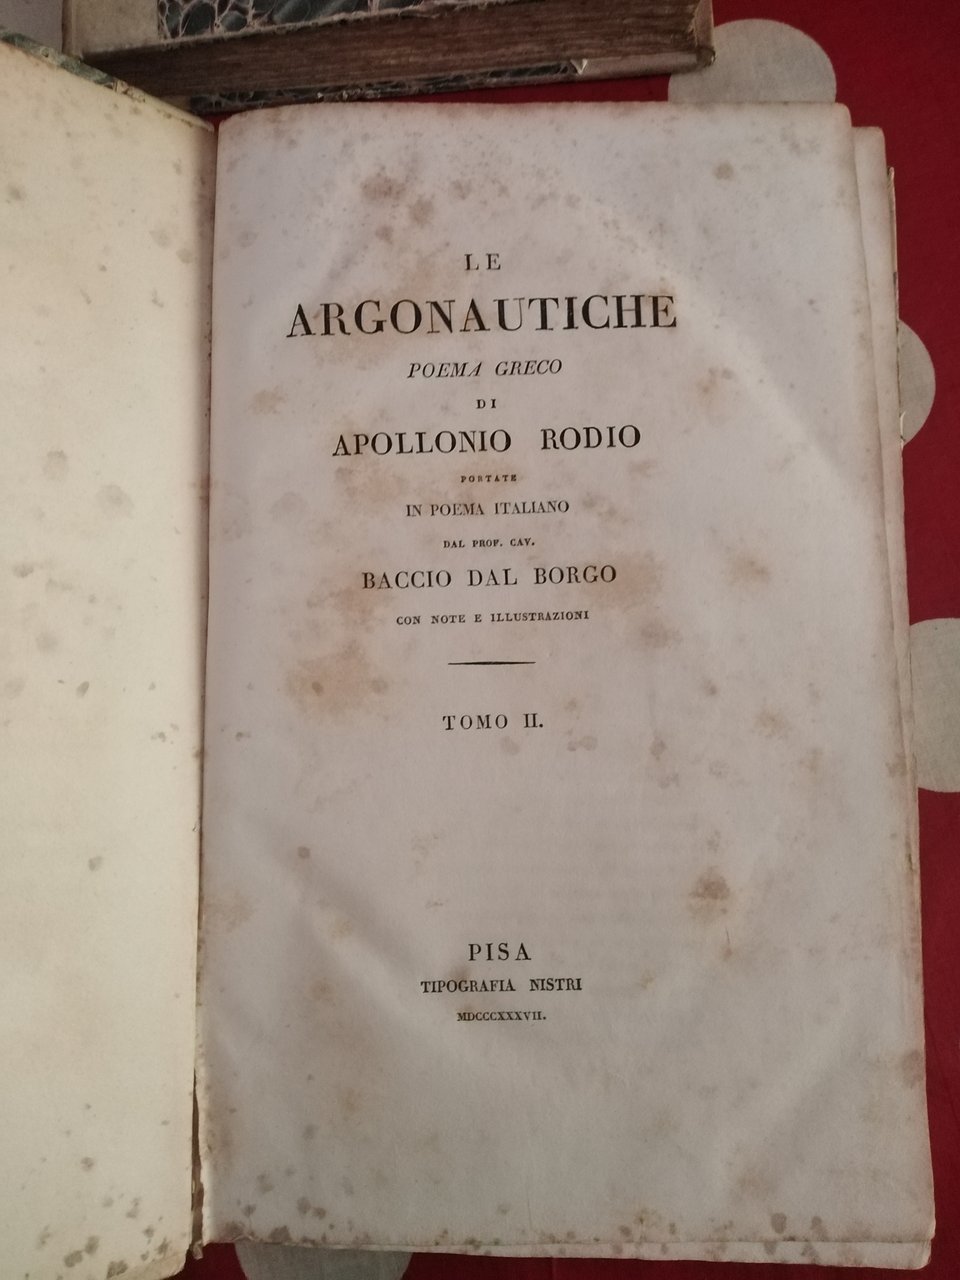 LE
ARGONAUTICHE
POEMA GRECO
DI
APOLLONIO RODIO
PORTATE
IN POEMA ITALIANO
DAL PROF. CAV.
BACCIO DAL BORGO
CON NOTE E ILLUSTRAZIONI
TOMO II.
PISA
TIPOGRAFIA NISTRI
MDCCCXXXVII.